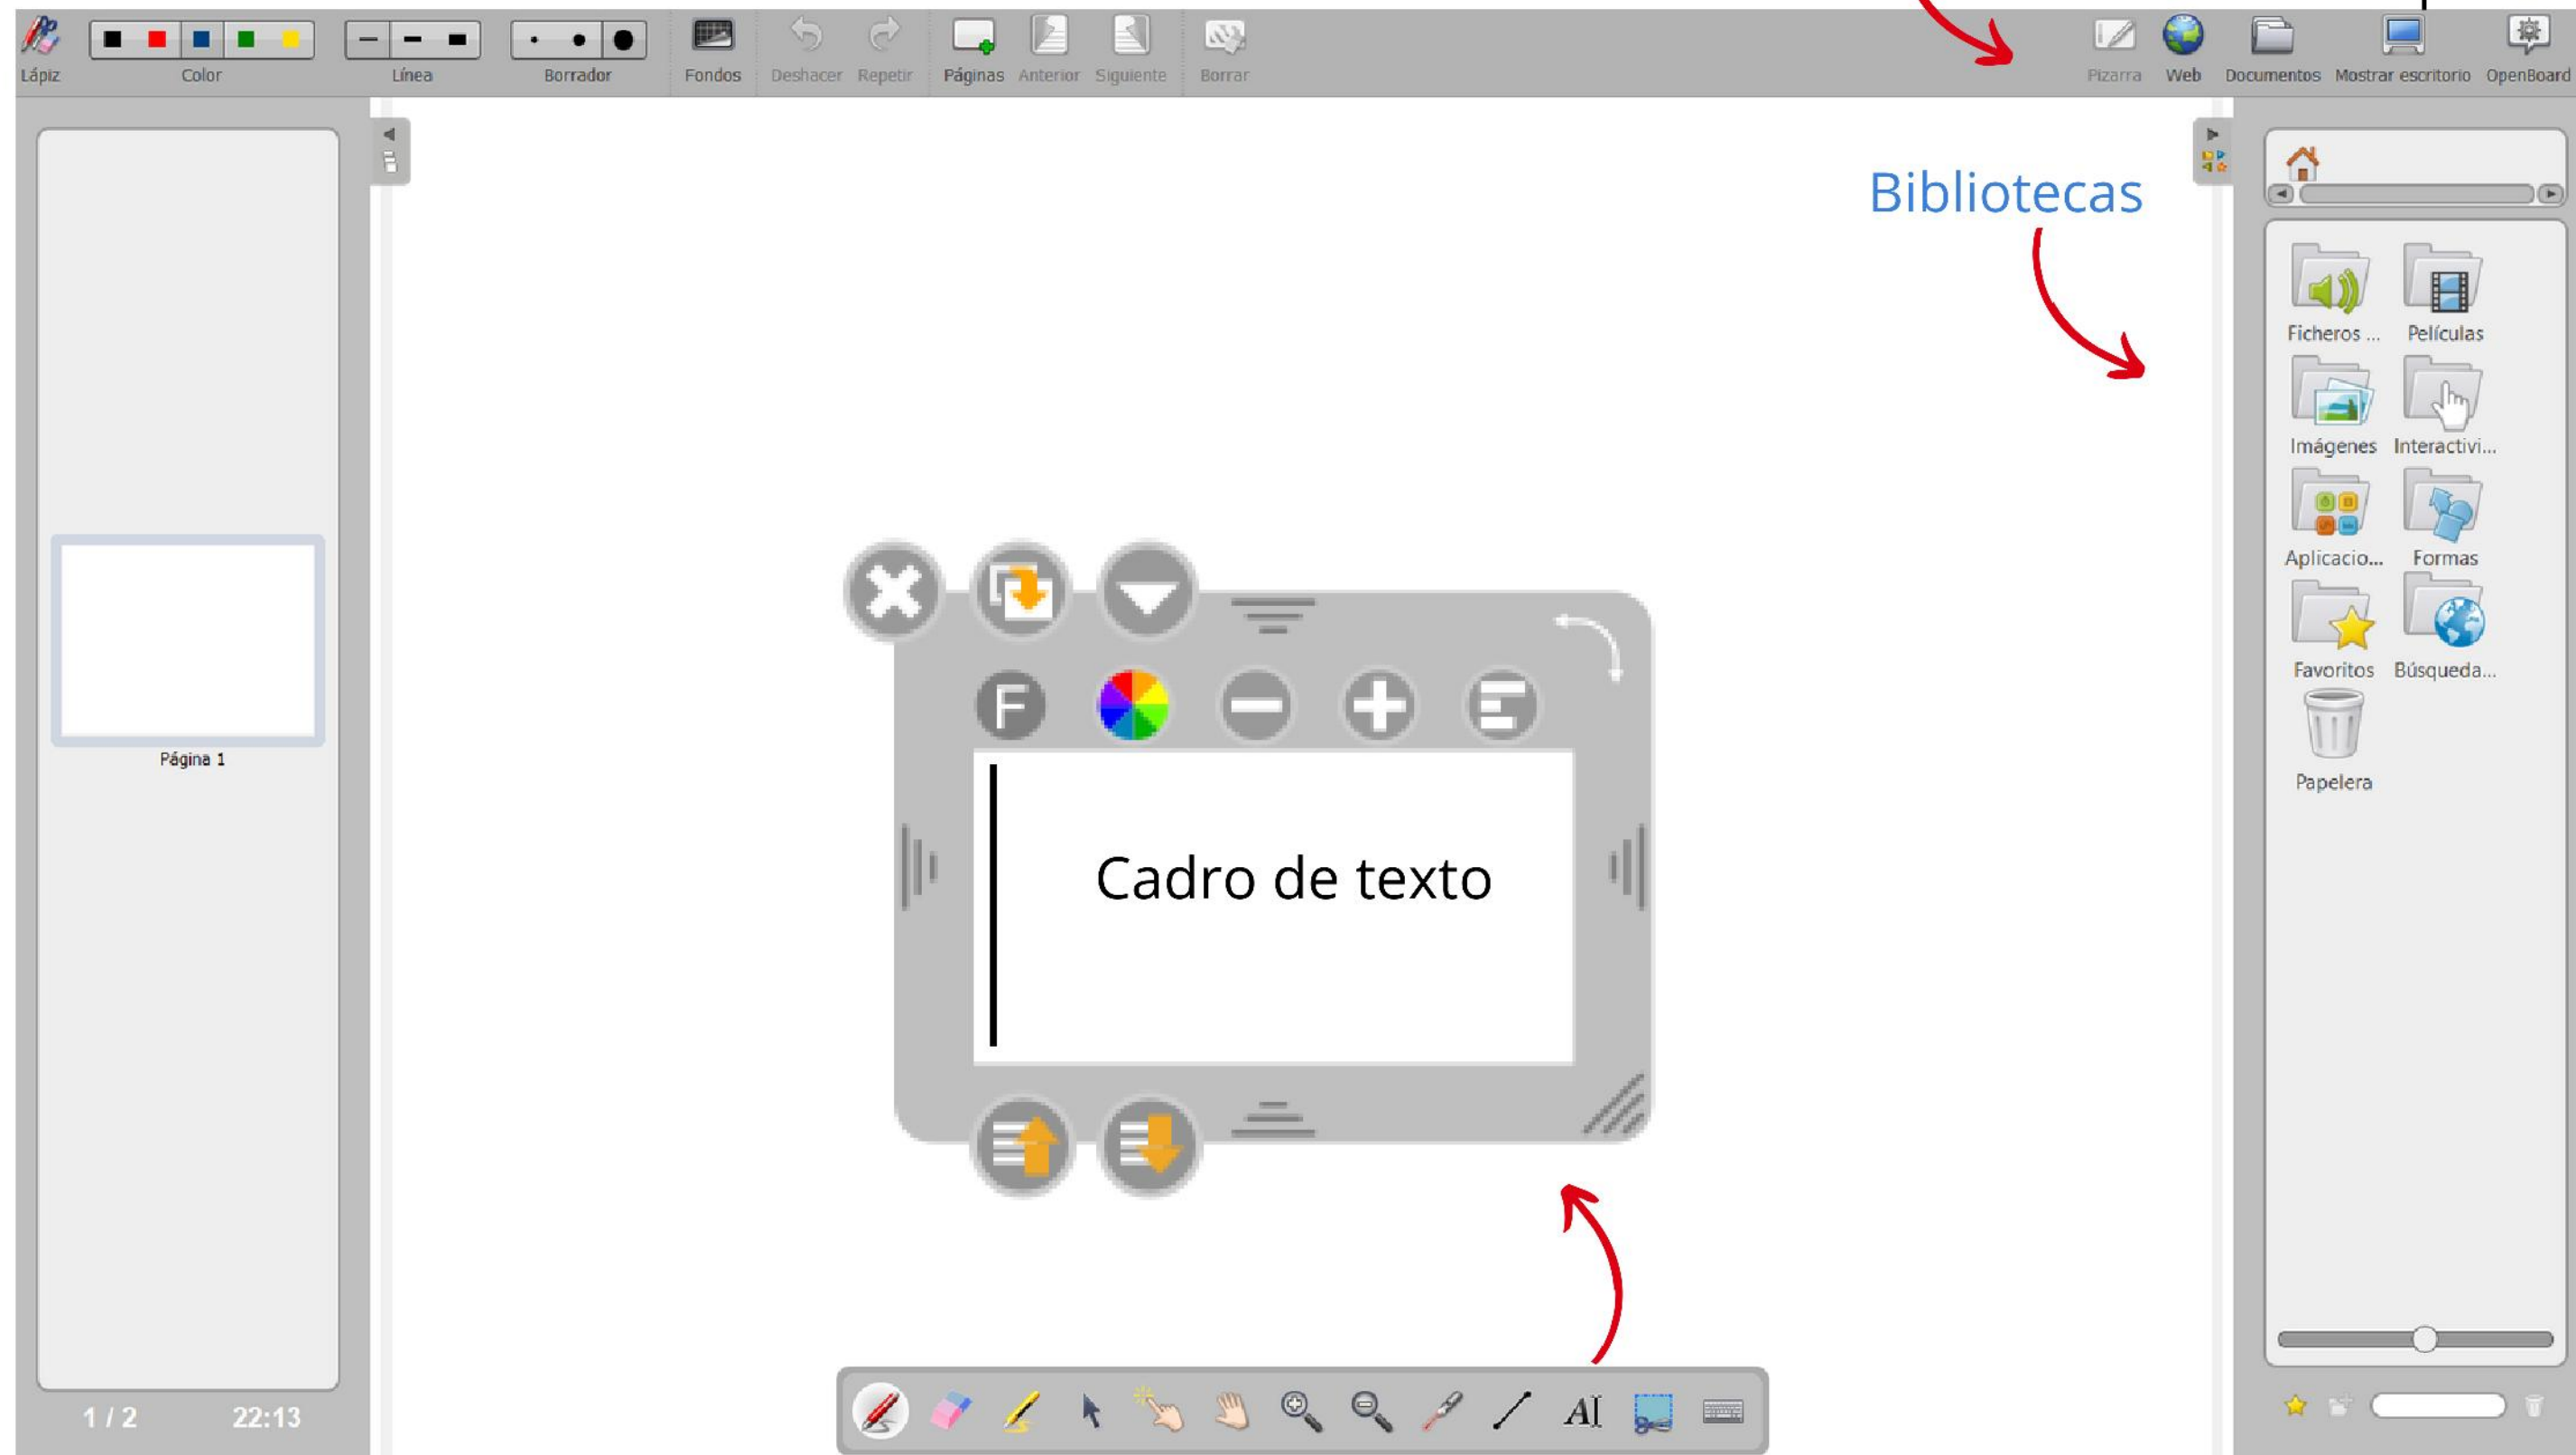 Lápiz Color Línea Borrador Fondos Deshacer Repetir Páginas Anterior Siguiente Borrar Pizarra Web Documentos Mostrar escritorio OpenBoard
Bibliotecas
Ficheros ... Películas
Imágenes Interactivi...
Aplicacio... Formas
Favoritos Búsqueda...
Papelera
F
Página 1
Cadro de texto
1 / 2 22:13
AI